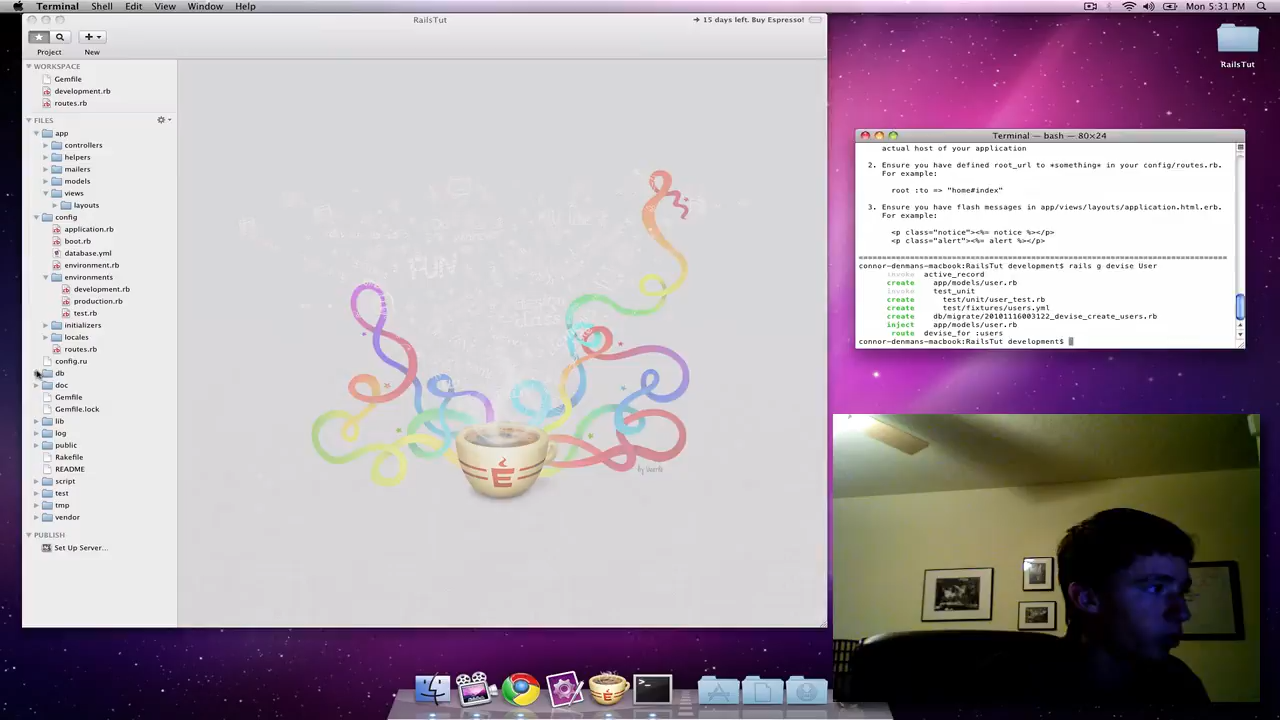 Terminal Shell Edit View Window Help
Mon 5:31 PM
RailsTut
15 days left. Buy Espresso!
Project
New
WORKSPACE
Gemfile
development.rb
routes.rb
FILES
app
controllers
helpers
mailers
models
views
layouts
config
application.rb
boot.rb
database.yml
environment.rb
environments
development.rb
production.rb
test.rb
initializers
locales
routes.rb
config.ru
db
doc
Gemfile
Gemfile.lock
lib
log
public
Rakefile
README
script
test
tmp
vendor
PUBLISH
Set Up Server...
FUN
RailsTut
Terminal — bash — 80×24
actual host of your application
2. Ensure you have defined root_url to *something* in your config/routes.rb.
For example:
root :to => "home#index"
3. Ensure you have flash messages in app/views/layouts/application.html.erb.
For example:
<p class="notice"><%= notice %></p>
<p class="alert"><%= alert %></p>
===============================================================================
connor-denmans-macbook:RailsTut development$ rails g devise User
invoke active_record
create app/models/user.rb
invoke test_unit
create test/unit/user_test.rb
create test/fixtures/users.yml
create db/migrate/20101116003122_devise_create_users.rb
inject app/models/user.rb
route devise_for :users
connor-denmans-macbook:RailsTut development$